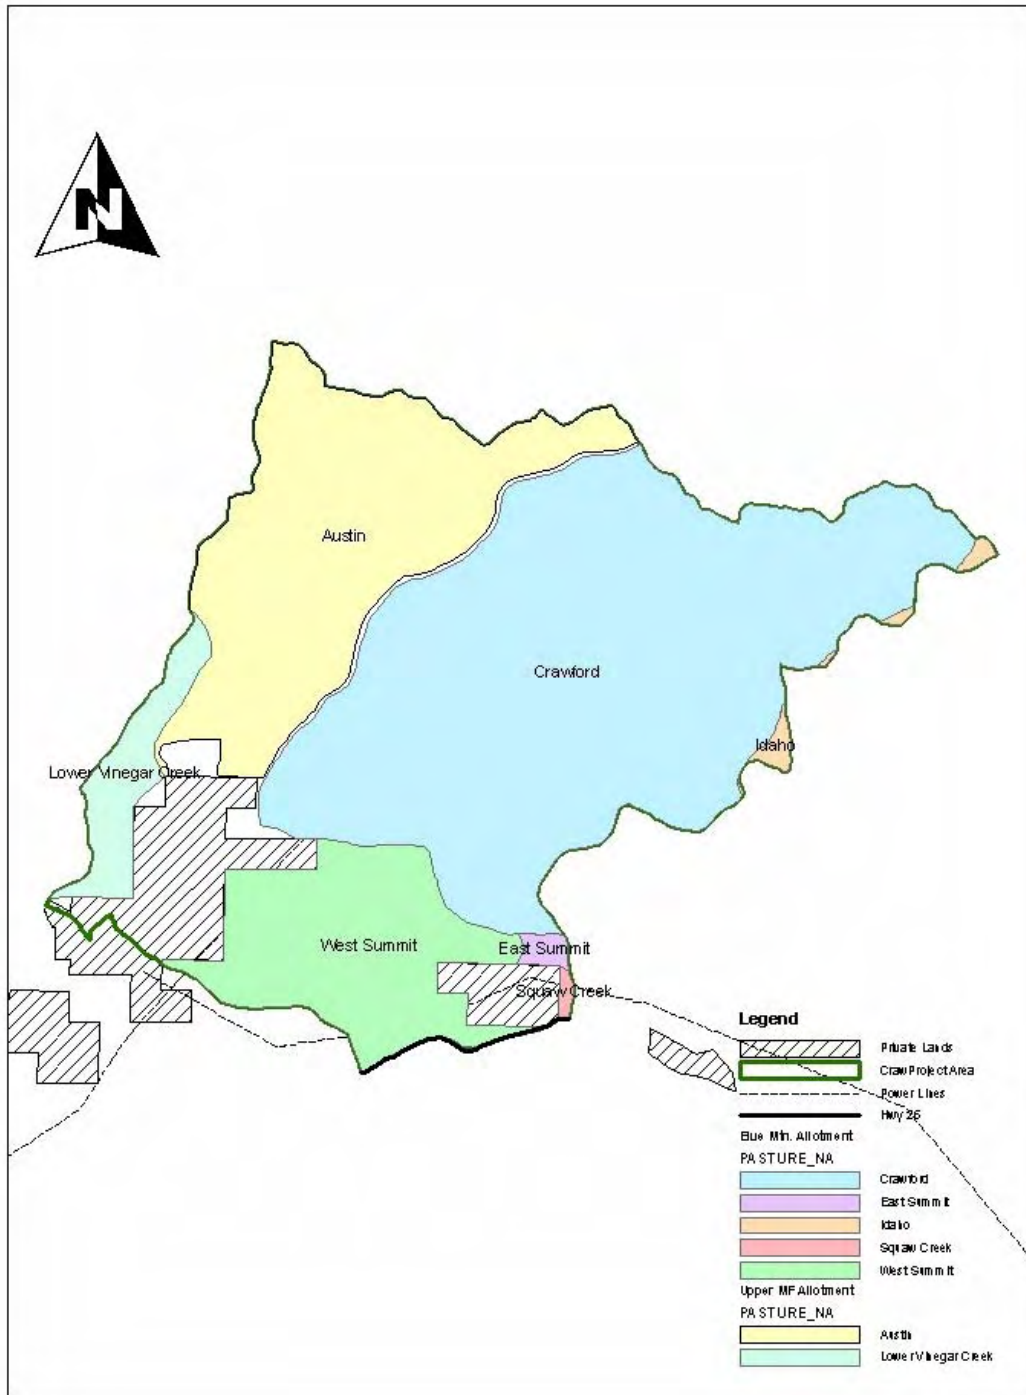 N
Austin
Crawford
Idaho
Lower Vinegar Creek
West Summit
East Summit
Squaw Creek
Legend
Private Lands
Craw Project Area
Power Lines
Hwy 26
Blue Mtn. Allotment
PASTURE_NA
Crawford
East Summit
Idaho
Squaw Creek
West Summit
Upper MF Allotment
PASTURE_NA
Austin
Lower Vinegar Creek